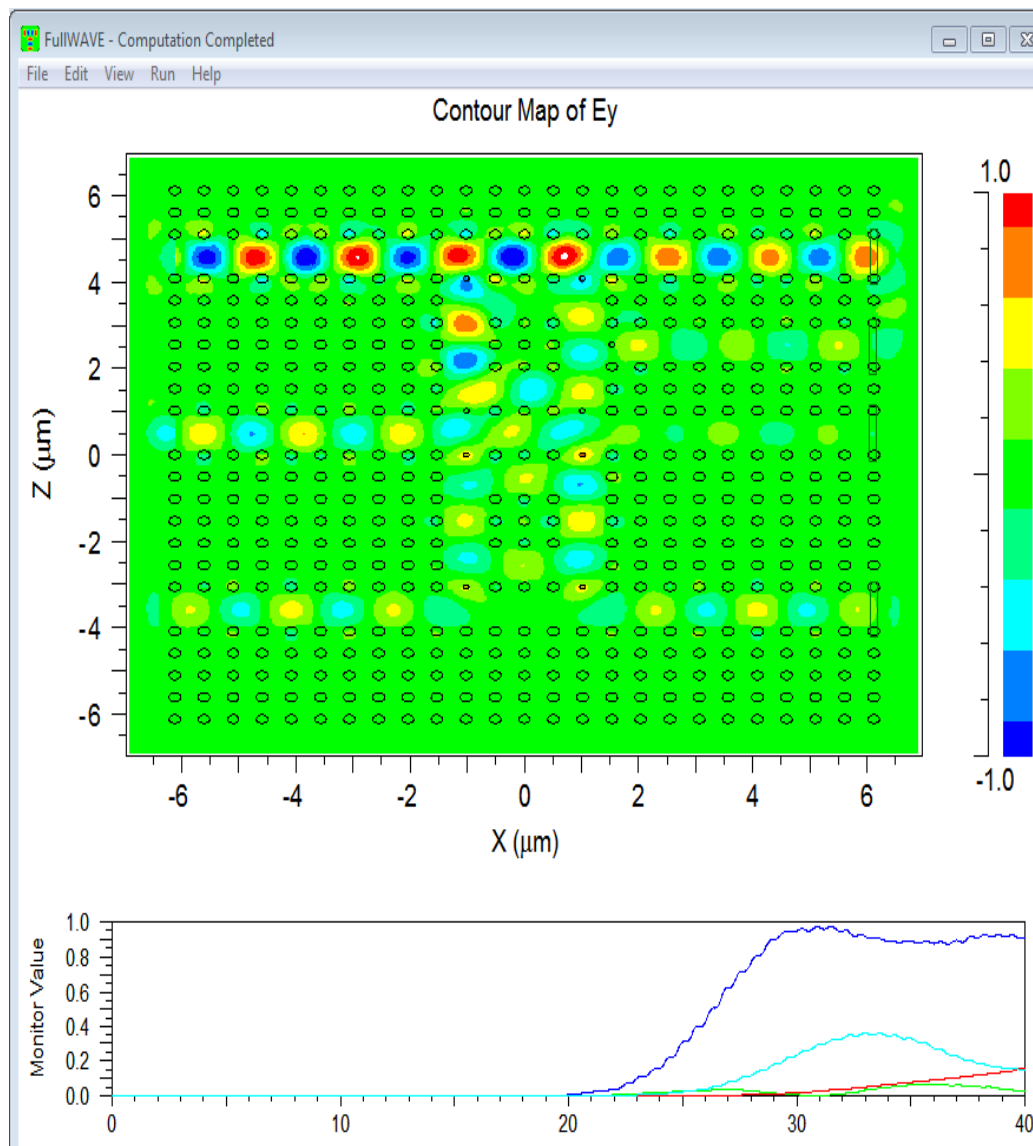 FullWAVE - Computation Completed
File Edit View Run Help
Contour Map of Ey
1.0
6
4
2
0
-2
-4
-6
Z (μm)
-1.0
-6 -4 -2 0 2 4 6
X (μm)
1.0
0.8
0.6
0.4
0.2
0.0
Monitor Value
0 10 20 30 40